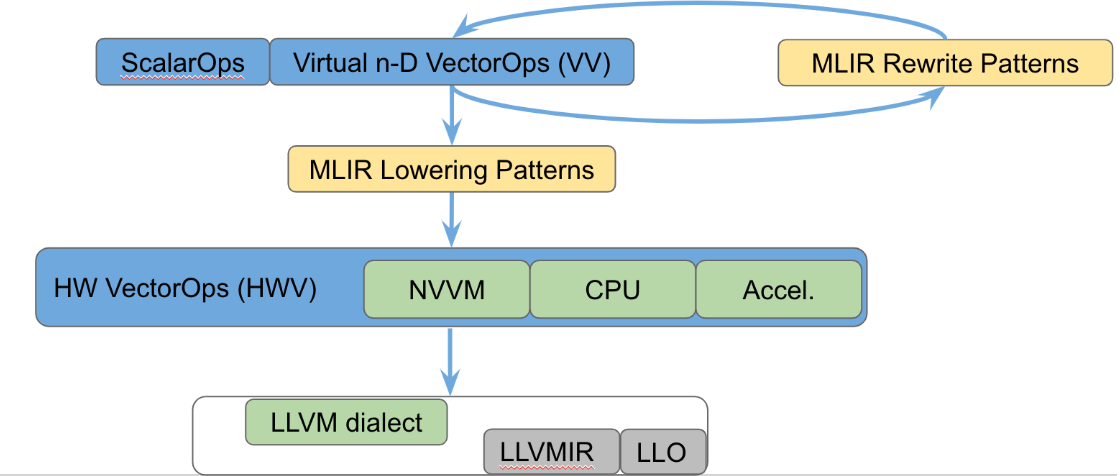 ScalarOps
Virtual n-D VectorOps (VV)
MLIR Rewrite Patterns
MLIR Lowering Patterns
HW VectorOps (HWV)
NVVM
CPU
Accel.
LLVM dialect
LLVMIR
LLO